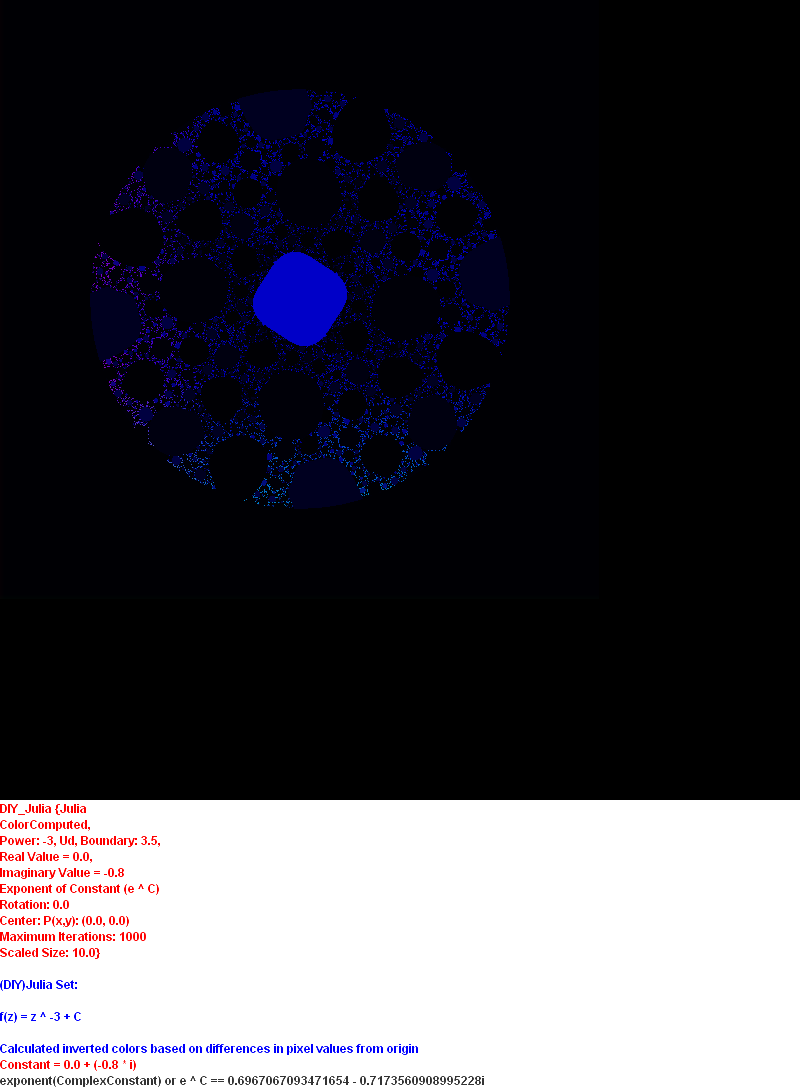 DIY_Julia {Julia
ColorComputed,
Power: -3, Ud, Boundary: 3.5,
Real Value = 0.0,
Imaginary Value = -0.8
Exponent of Constant (e ^ C)
Rotation: 0.0
Center: P(x,y): (0.0, 0.0)
Maximum Iterations: 1000
Scaled Size: 10.0}
(DIY)Julia Set:
f(z) = z ^ -3 + C
Calculated inverted colors based on differences in pixel values from origin
Constant = 0.0 + (-0.8 * i)
exponent(ComplexConstant) or e ^ C == 0.6967067093471654 - 0.7173560908995228i